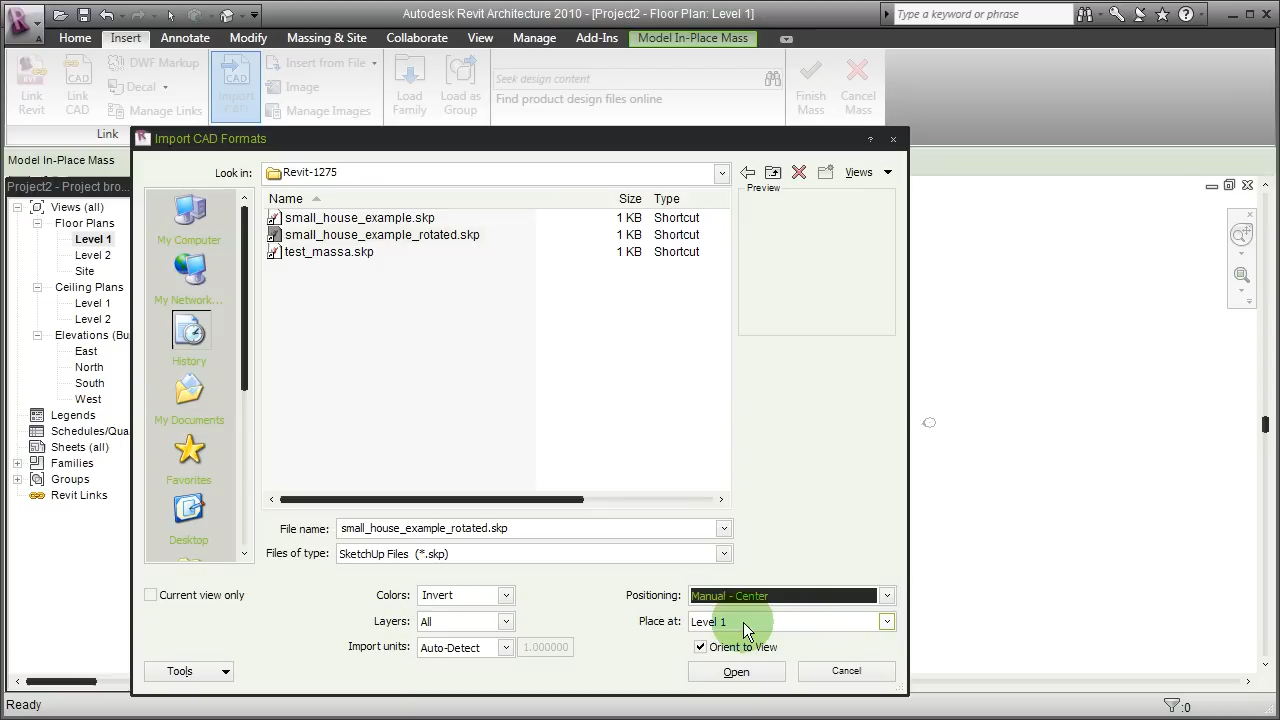 Autodesk Revit Architecture 2010 - [Project2 - Floor Plan: Level 1]
Type a keyword or phrase
Home Insert Annotate Modify Massing & Site Collaborate View Manage Add-Ins Model In-Place Mass
Link Revit
Link CAD
DWF Markup
Decal
Manage Links
Import CAD
Insert from File
Image
Manage Images
Load Family
Load as Group
Seek design content
Find product design files online
Finish Mass
Cancel Mass
Link
Model In-Place Mass
Project2 - Project bro...
Views (all)
Floor Plans
Level 1
Level 2
Site
Ceiling Plans
Level 1
Level 2
Elevations (Bu
East
North
South
West
Legends
Schedules/Qua
Sheets (all)
Families
Groups
Revit Links
Import CAD Formats
Look in: Revit-1275 Views
My Computer
My Network...
History
My Documents
Favorites
Desktop
Name Size Type
small_house_example.skp 1 KB Shortcut
small_house_example_rotated.skp 1 KB Shortcut
test_massa.skp 1 KB Shortcut
Preview
File name: small_house_example_rotated.skp
Files of type: SketchUp Files (*.skp)
Current view only
Colors: Invert
Layers: All
Import units: Auto-Detect 1.000000
Positioning: Manual - Center
Place at: Level 1
Orient to View
Tools
Open
Cancel
Ready
:0